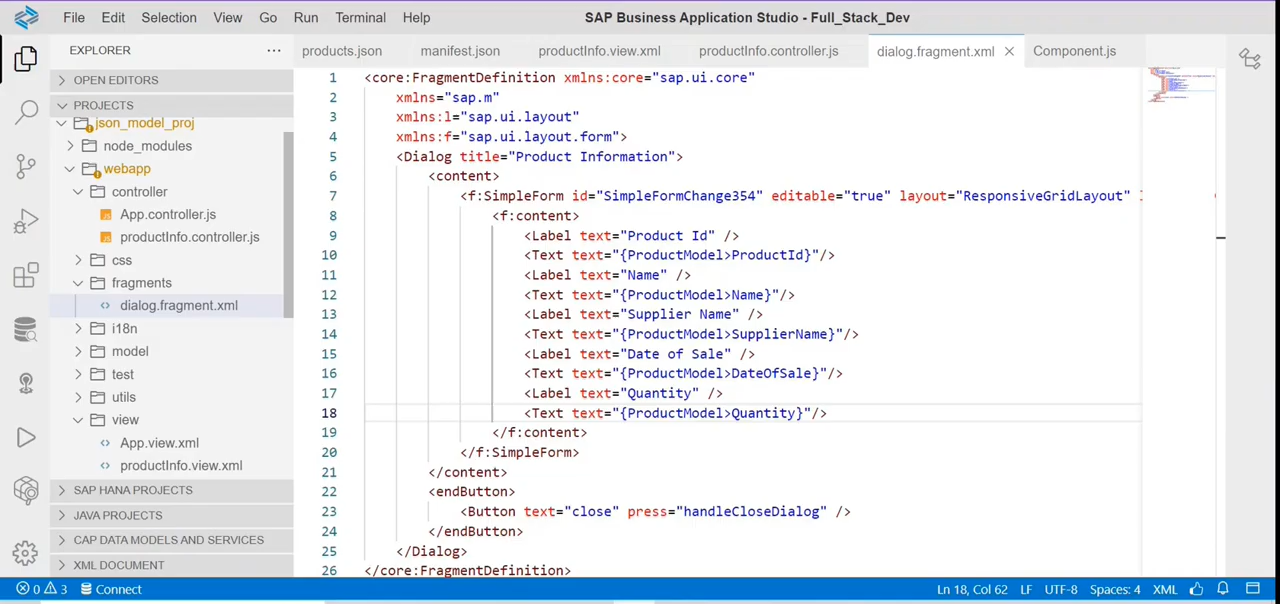 File Edit Selection View Go Run Terminal Help SAP Business Application Studio - Full_Stack_Dev
EXPLORER ...
OPEN EDITORS
PROJECTS
json_model_proj
node_modules
webapp
controller
App.controller.js
productInfo.controller.js
css
fragments
dialog.fragment.xml
i18n
model
test
utils
view
App.view.xml
productInfo.view.xml
SAP HANA PROJECTS
JAVA PROJECTS
CAP DATA MODELS AND SERVICES
XML DOCUMENT
products.json manifest.json productInfo.view.xml productInfo.controller.js dialog.fragment.xml Component.js
1 <core:FragmentDefinition xmlns:core="sap.ui.core"
2 xmlns="sap.m"
3 xmlns:l="sap.ui.layout"
4 xmlns:f="sap.ui.layout.form">
5 <Dialog title="Product Information">
6 <content>
7 <f:SimpleForm id="SimpleFormChange354" editable="true" layout="ResponsiveGridLayout"
8 <f:content>
9 <Label text="Product Id" />
10 <Text text="{ProductModel>ProductId}"/>
11 <Label text="Name" />
12 <Text text="{ProductModel>Name}"/>
13 <Label text="Supplier Name" />
14 <Text text="{ProductModel>SupplierName}"/>
15 <Label text="Date of Sale" />
16 <Text text="{ProductModel>DateOfSale}"/>
17 <Label text="Quantity" />
18 <Text text="{ProductModel>Quantity}"/>
19 </f:content>
20 </f:SimpleForm>
21 </content>
22 <endButton>
23 <Button text="close" press="handleCloseDialog" />
24 </endButton>
25 </Dialog>
26 </core:FragmentDefinition>
0 3 Connect Ln 18, Col 62 LF UTF-8 Spaces: 4 XML